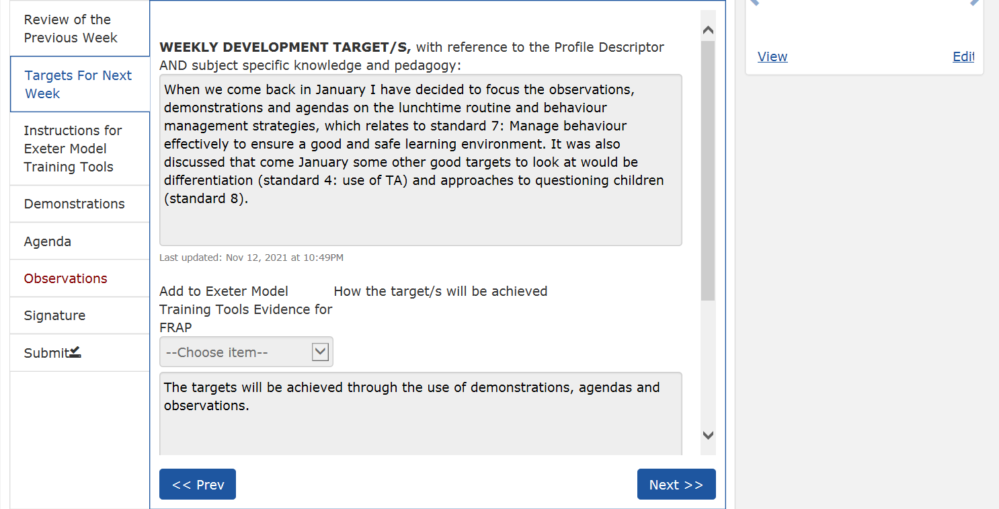 Review of the
Previous Week
Targets For Next
Week
Instructions for
Exeter Model
Training Tools
Demonstrations
Agenda
Observations
Signature
Submit
WEEKLY DEVELOPMENT TARGET/S, with reference to the Profile Descriptor
AND subject specific knowledge and pedagogy:
When we come back in January I have decided to focus the observations,
demonstrations and agendas on the lunchtime routine and behaviour
management strategies, which relates to standard 7: Manage behaviour
effectively to ensure a good and safe learning environment. It was also
discussed that come January some other good targets to look at would be
differentiation (standard 4: use of TA) and approaches to questioning children
(standard 8).
Last updated: Nov 12, 2021 at 10:49PM
Add to Exeter Model
Training Tools Evidence for
FRAP
How the target/s will be achieved
--Choose item--
The targets will be achieved through the use of demonstrations, agendas and
observations.
<< Prev
Next >>
View
Edit